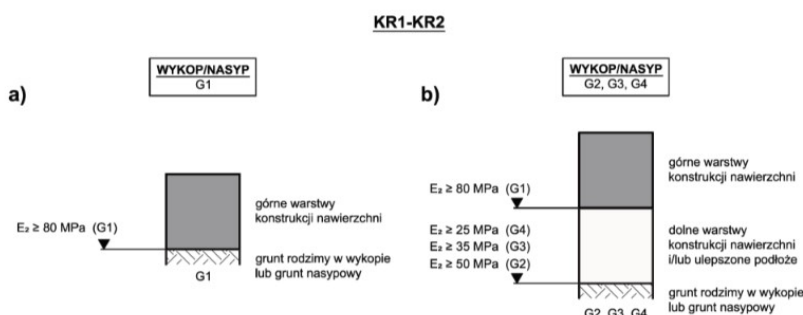 KR1-KR2
a)
WYKOP/NASYP
G1
E₂ ≥ 80 MPa (G1)
górne warstwy
konstrukcji nawierzchni
grunt rodzimy w wykopie
lub grunt nasypowy
G1
b)
WYKOP/NASYP
G2, G3, G4
E₂ ≥ 80 MPa (G1)
górne warstwy
konstrukcji nawierzchni
E₂ ≥ 25 MPa (G4)
E₂ ≥ 35 MPa (G3)
E₂ ≥ 50 MPa (G2)
dolne warstwy
konstrukcji nawierzchni
i/lub ulepszone podłoże
grunt rodzimy w wykopie
lub grunt nasypowy
G2, G3, G4